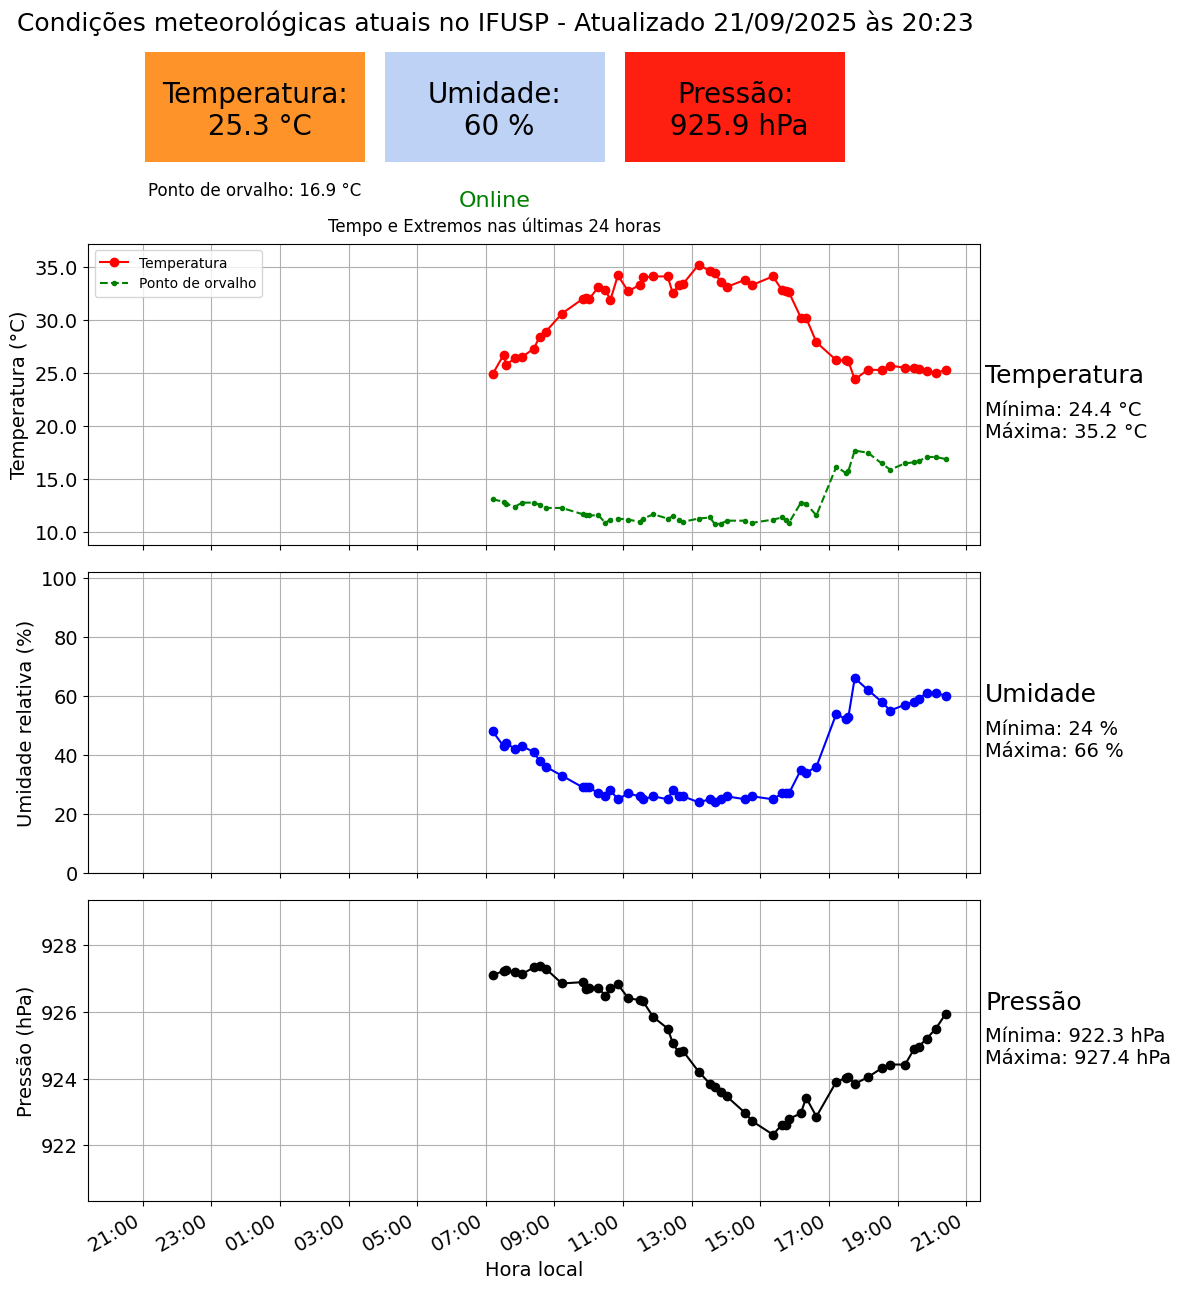 Condições meteorológicas atuais no IFUSP - Atualizado 21/09/2025 às 20:23
Temperatura:
25.3 °C
Umidade:
60 %
Pressão:
925.9 hPa
Ponto de orvalho: 16.9 °C
Online
Tempo e Extremos nas últimas 24 horas
Temperatura
Ponto de orvalho
Temperatura (°C)
35.0
30.0
25.0
20.0
15.0
10.0
Temperatura
Mínima: 24.4 °C
Máxima: 35.2 °C
Umidade relativa (%)
100
80
60
40
20
0
Umidade
Mínima: 24 %
Máxima: 66 %
Pressão (hPa)
928
926
924
922
Pressão
Mínima: 922.3 hPa
Máxima: 927.4 hPa
21:00 23:00 01:00 03:00 05:00 07:00 09:00 11:00 13:00 15:00 17:00 19:00 21:00
Hora local